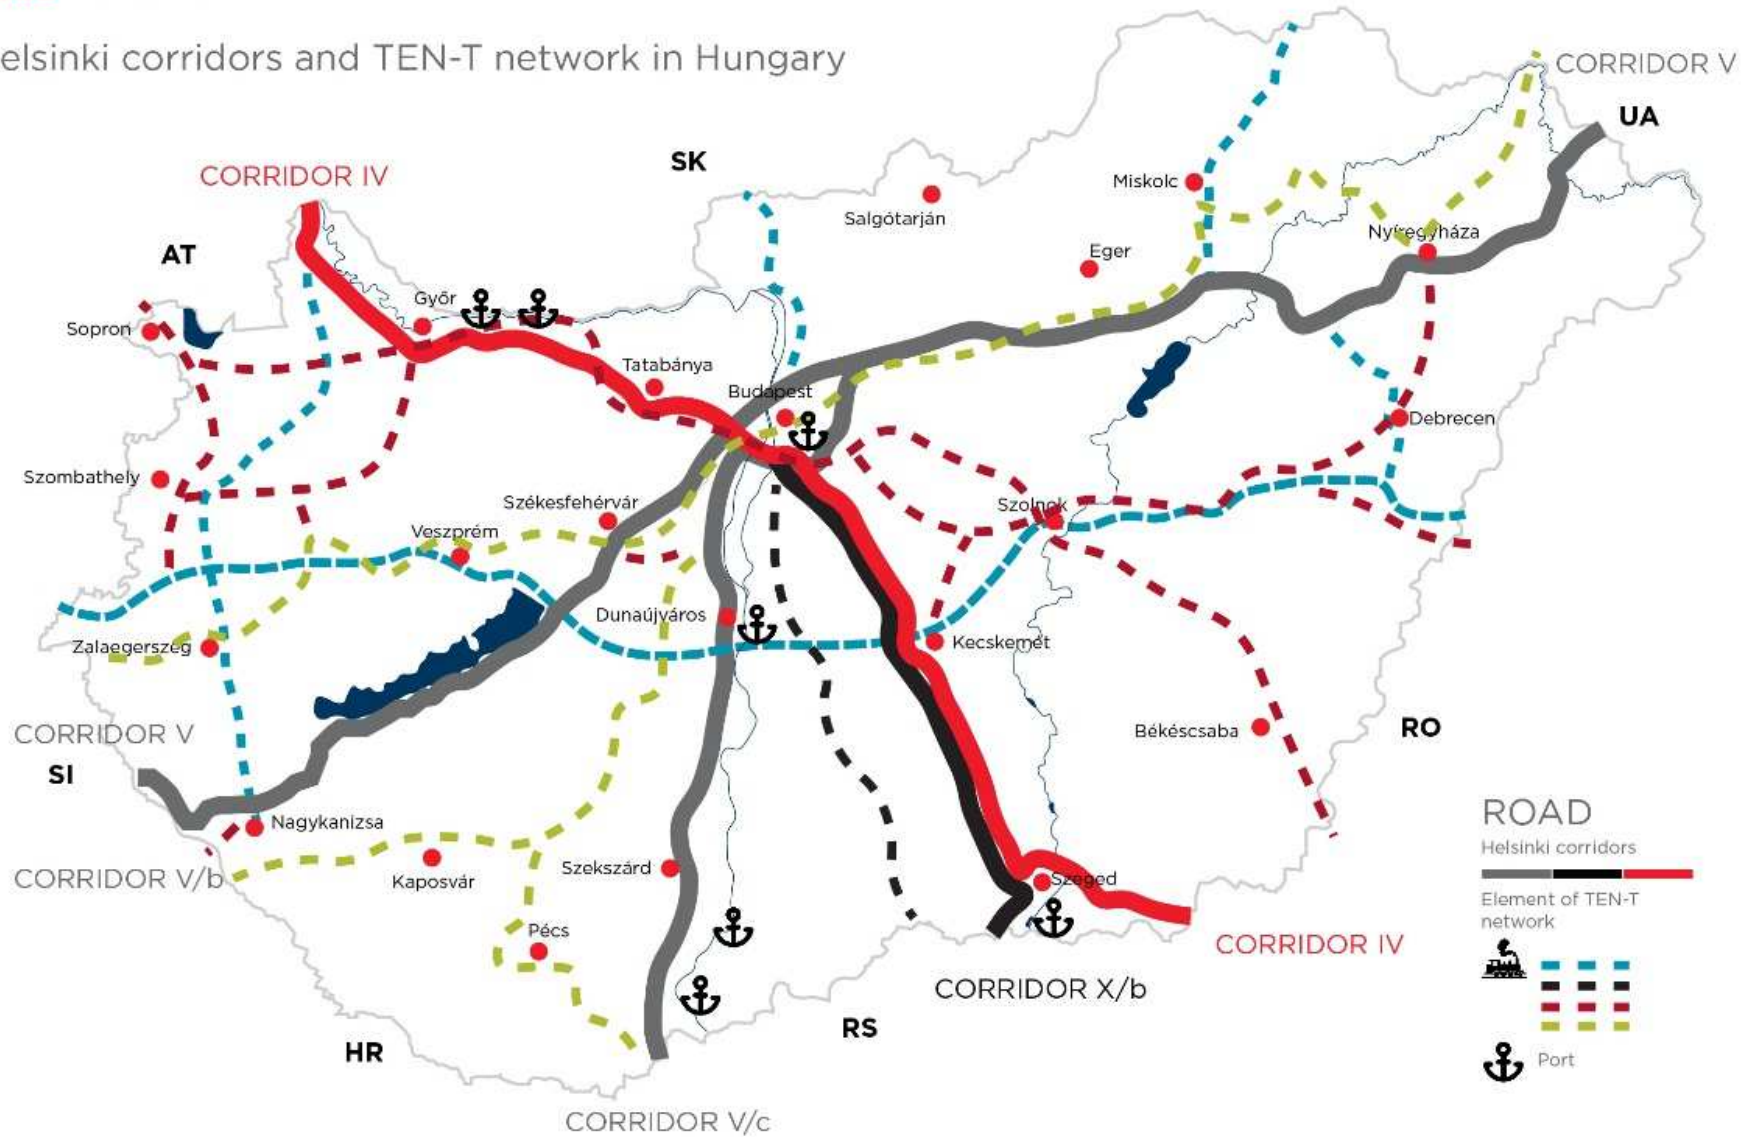 elsinki corridors and TEN-T network in Hungary
CORRIDOR V
UA
SK
CORRIDOR IV
Miskolc
Salgótarján
Nyíregyháza
AT
Eger
Győr
Sopron
Tatabánya
Budapest
Debrecen
Szombathely
Székesfehérvár
Szolnok
Veszprém
Dunaújváros
Zalaegerszeg
Kecskemét
CORRIDOR V
Békéscsaba
RO
SI
Nagykanizsa
CORRIDOR V/b
Kaposvár
Szekszárd
Szeged
Pécs
CORRIDOR IV
CORRIDOR X/b
RS
HR
CORRIDOR V/c
ROAD
Helsinki corridors
Element of TEN-T
network
Port